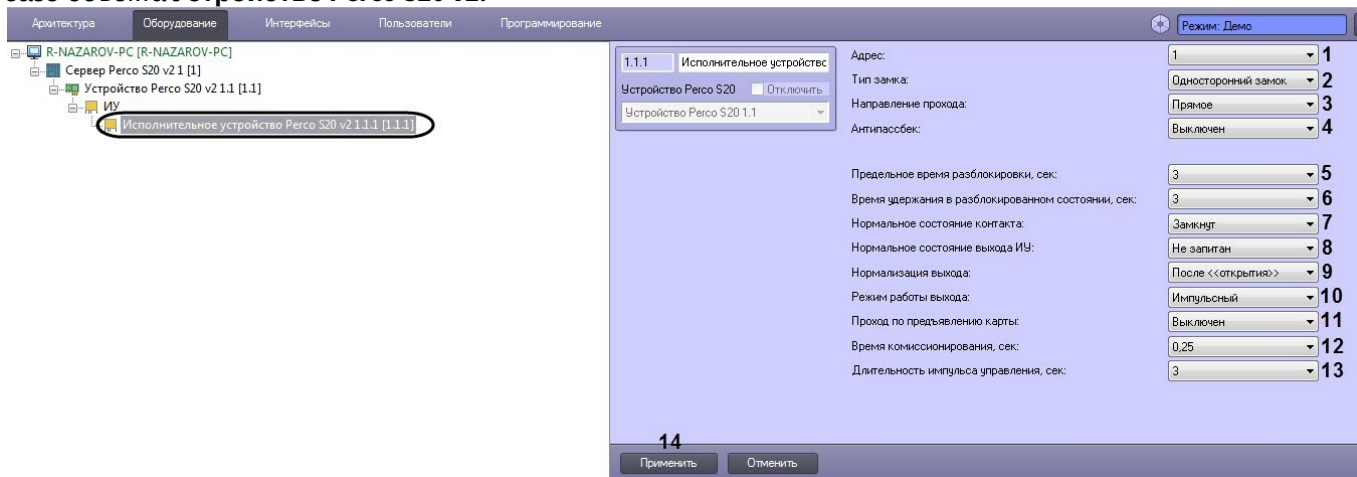 базе объекта Устройство Perco S20 v2.
Архитектура Оборудование Интерфейсы Пользователи Программирование Режим: Демо
R-NAZAROV-PC [R-NAZAROV-PC]
Сервер Perco S20 v2 1 [1]
Устройство Perco S20 v2 1.1 [1.1]
ИУ
Исполнительное устройство Perco S20 v2 1.1.1 [1.1.1]
1.1.1 Исполнительное устройство
Устройство Perco S20 Отключить
Устройство Perco S20 1.1
Адрес: 1 1
Тип замка: Односторонний замок 2
Направление прохода: Прямое 3
Антипассбек: Выключен 4
Предельное время разблокировки, сек: 3 5
Время удержания в разблокированном состоянии, сек: 3 6
Нормальное состояние контакта: Замкнут 7
Нормальное состояние выхода ИУ: Не запитан 8
Нормализация выхода: После <<открытия>> 9
Режим работы выхода: Импульсный 10
Проход по предъявлению карты: Выключен 11
Время комиссионирования, сек: 0,25 12
Длительность импульса управления, сек: 3 13
14
Применить Отменить